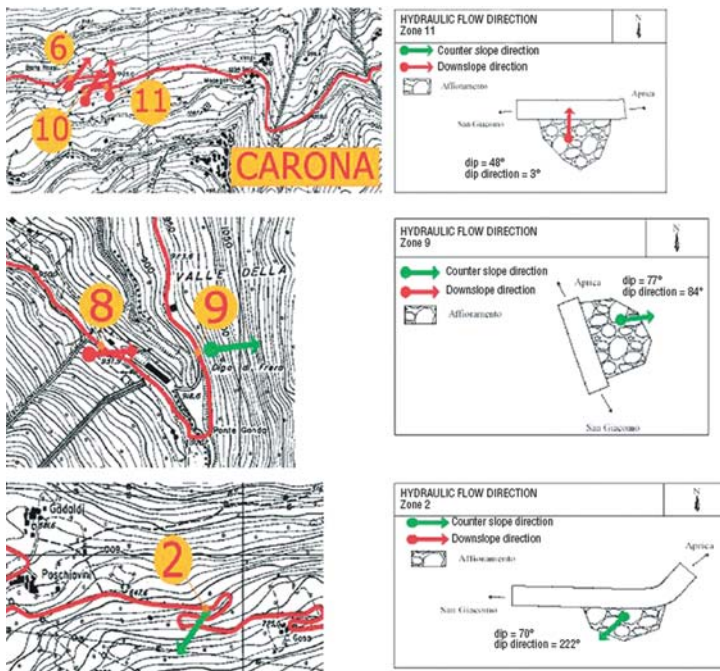 6
10
11
CARONA
HYDRAULIC FLOW DIRECTION
Zone 11
N
Counter slope direction
Downslope direction
Affioramento
Aprica
San Giacomo
dip = 48°
dip direction = 3°
8
9
VALLE DELLA
Ponte Ganda
HYDRAULIC FLOW DIRECTION
Zone 9
N
Counter slope direction
Downslope direction
Affioramento
Aprica
dip = 77°
dip direction = 84°
San Giacomo
2
HYDRAULIC FLOW DIRECTION
Zone 2
N
Counter slope direction
Downslope direction
Affioramento
Aprica
San Giacomo
dip = 70°
dip direction = 222°